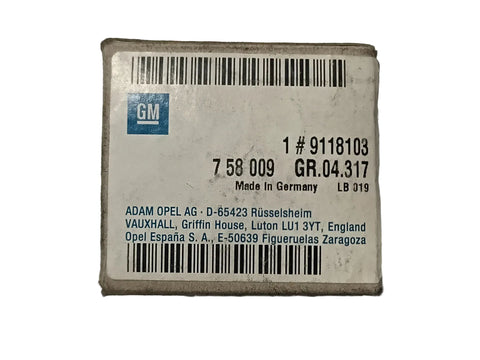 GM
1 # 9118103
7 58 009 GR.04.317
Made in Germany LB 019
ADAM OPEL AG · D-65423 Rüsselsheim
VAUXHALL, Griffin House, Luton LU1 3YT, England
Opel España S. A., E-50639 Figueruelas Zaragoza